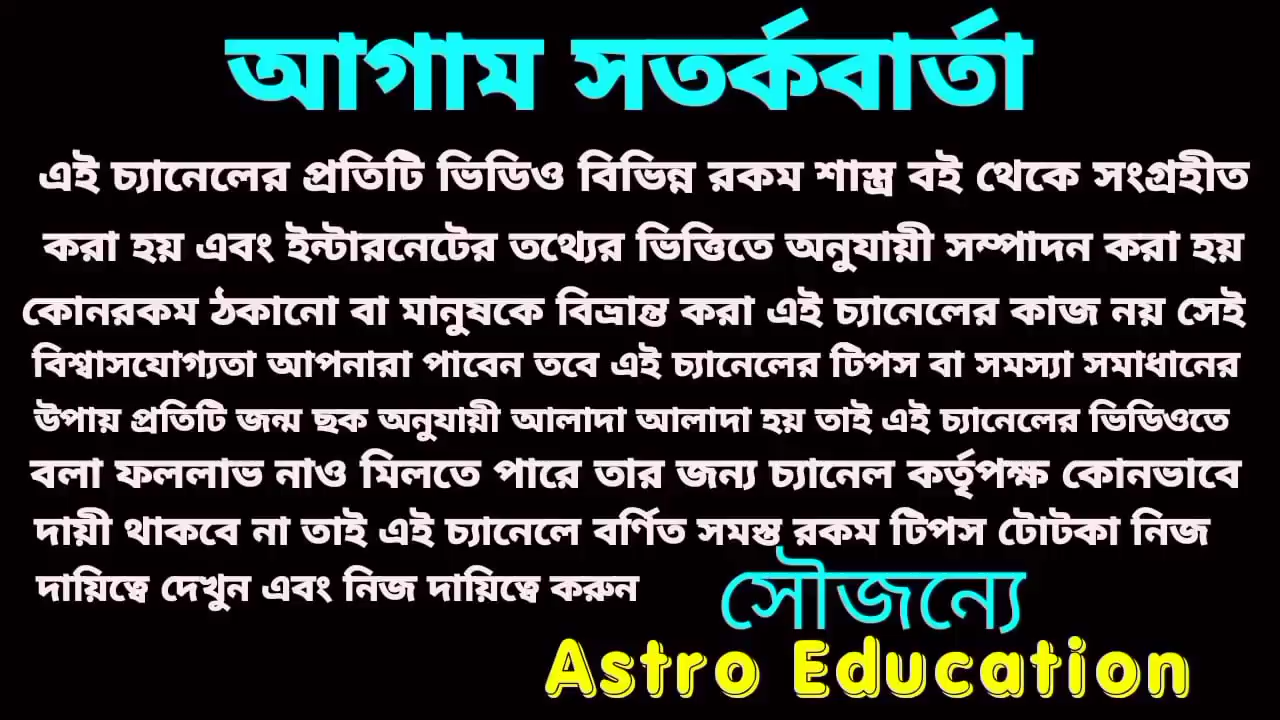 আগাম সতর্কবার্তা
এই চ্যানেলের প্রতিটি ভিডিও বিভিন্ন রকম শাস্ত্র বই থেকে সংগ্রহীত
করা হয় এবং ইন্টারনেটের তথ্যের ভিত্তিতে অনুযায়ী সম্পাদন করা হয়
কোনরকম ঠকানো বা মানুষকে বিভ্রান্ত করা এই চ্যানেলের কাজ নয় সেই
বিশ্বাসযোগ্যতা আপনারা পাবেন তবে এই চ্যানেলের টিপস বা সমস্যা সমাধানের
উপায় প্রতিটি জন্ম ছক অনুযায়ী আলাদা আলাদা হয় তাই এই চ্যানেলের ভিডিওতে
বলা ফললাভ নাও মিলতে পারে তার জন্য চ্যানেল কর্তৃপক্ষ কোনভাবে
দায়ী থাকবে না তাই এই চ্যানেলে বর্ণিত সমস্ত রকম টিপস টোটকা নিজ
দায়িত্বে দেখুন এবং নিজ দায়িত্বে করুন
সৌজন্যে
Astro Education